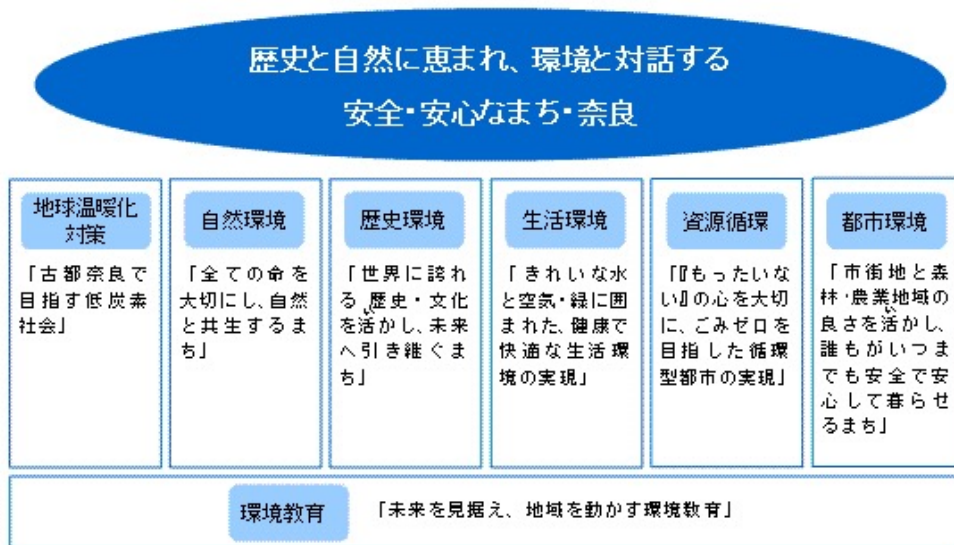 歴史と自然に恵まれ、環境と対話する
安全・安心なまち・奈良
地球温暖化
対策
「古都奈良で
目指す低炭素
社会」
自然環境
「全ての命を
大切にし、自然
と共生するま
ち」
歴史環境
「世界に誇れ
る 歴史・文化
を活かし、未来
い
へ引き継ぐま
ち」
生活環境
「きれいな水
と空気・緑に囲
まれた、健康で
快適な生活環
境の実現」
資源循環
「『もったいな
い』の心を大切
に、ごみゼロを
目指した循環
型都市の実現」
都市環境
「市街地と森
林・農業地域の
良さを活かし、
い
誰もがいつま
でも安全で安
心して暮らせ
るまち」
環境教育
「未来を見据え、地域を動かす環境教育」